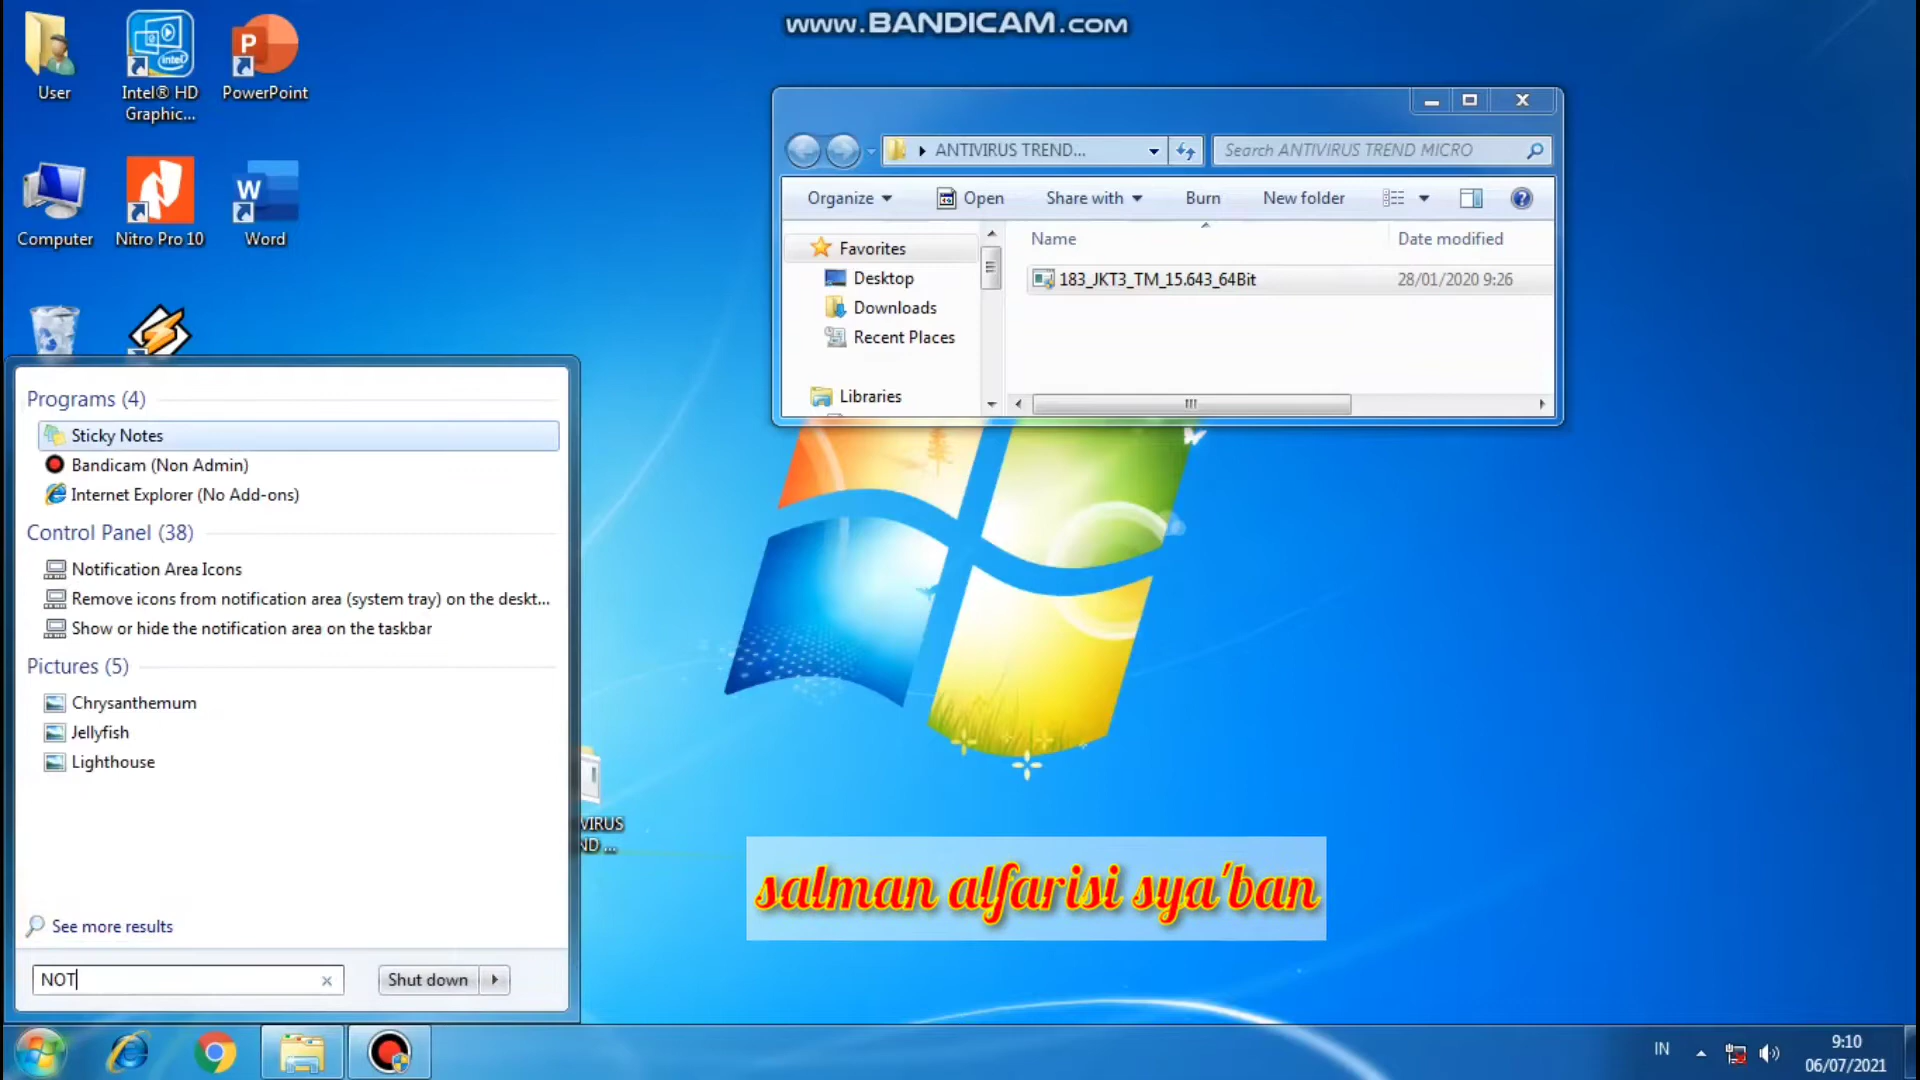 www.BANDICAM.com
User
Intel® HD
Graphic...
PowerPoint
Computer
Nitro Pro 10
Word
ANTIVIRUS TREND...
Search ANTIVIRUS TREND MICRO
Organize
Open
Share with
Burn
New folder
Name
Date modified
Favorites
Desktop
Downloads
Recent Places
Libraries
183_JKT3_TM_15.643_64Bit
28/01/2020 9:26
Programs (4)
Sticky Notes
Bandicam (Non Admin)
Internet Explorer (No Add-ons)
Control Panel (38)
Notification Area Icons
Remove icons from notification area (system tray) on the deskt...
Show or hide the notification area on the taskbar
Pictures (5)
Chrysanthemum
Jellyfish
Lighthouse
See more results
NOT
Shut down
VIRUS
ND ...
salman alfarisi sya'ban
IN
9:10
06/07/2021